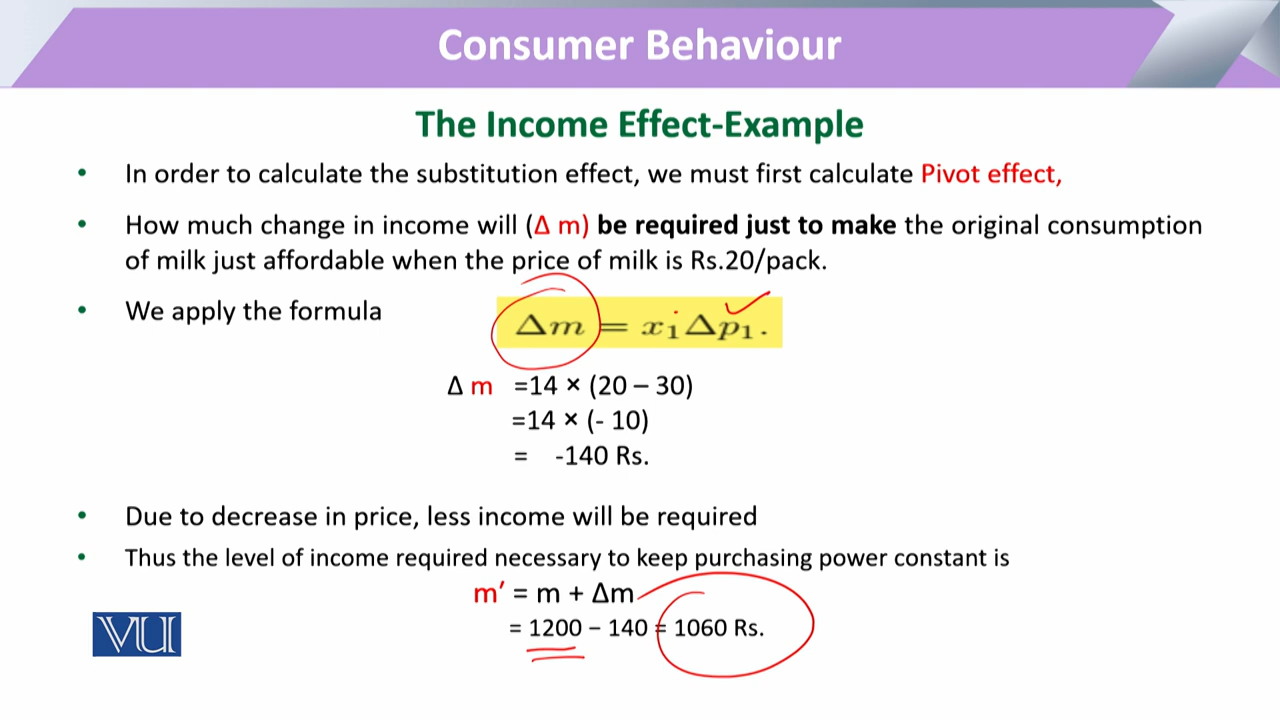 Consumer Behaviour
The Income Effect-Example
• In order to calculate the substitution effect, we must first calculate Pivot effect,
• How much change in income will (Δ m) be required just to make the original consumption
of milk just affordable when the price of milk is Rs.20/pack.
• We apply the formula
Δm = x₁Δp₁.
Δ m =14 × (20 – 30)
=14 × (- 10)
= -140 Rs.
• Due to decrease in price, less income will be required
• Thus the level of income required necessary to keep purchasing power constant is
m′ = m + Δm
= 1200 – 140 = 1060 Rs.
VU